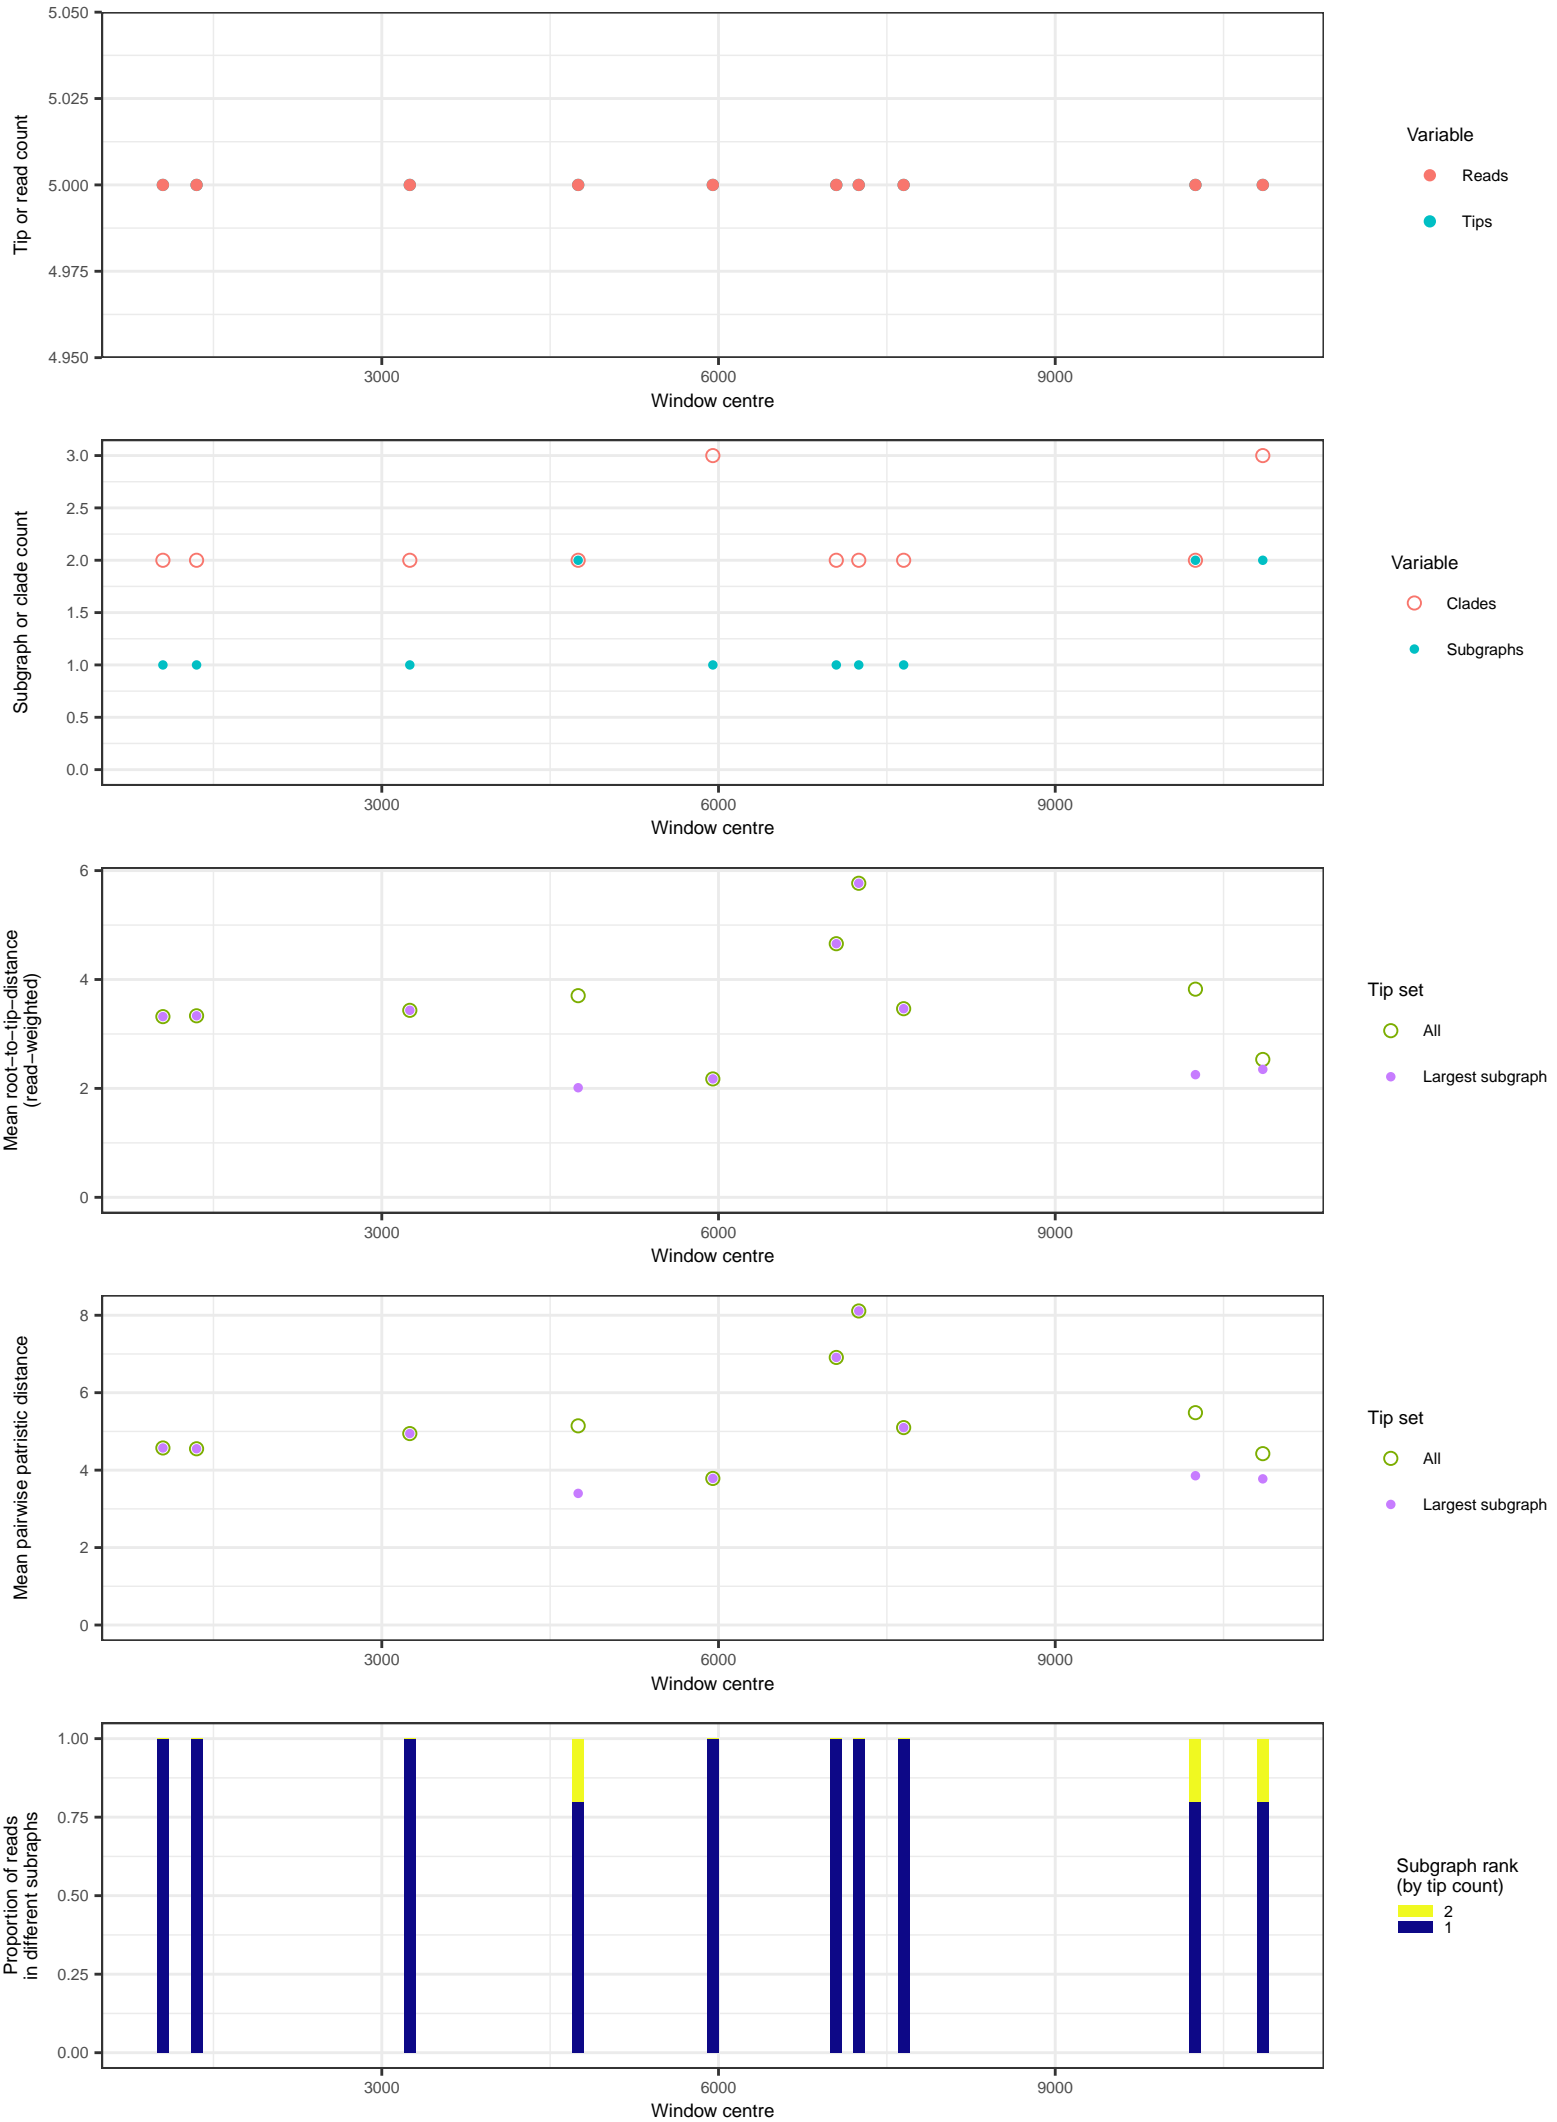 5.050
5.025
5.000
4.975
4.950
Tip or read count
3000
6000
9000
Window centre
Variable
Reads
Tips
3.0
2.5
2.0
1.5
1.0
0.5
0.0
Subgraph or clade count
3000
6000
9000
Window centre
Variable
Clades
Subgraphs
6
4
2
0
Mean root−to−tip−distance
(read−weighted)
3000
6000
9000
Window centre
Tip set
All
Largest subgraph
8
6
4
2
0
Mean pairwise patristic distance
3000
6000
9000
Window centre
Tip set
All
Largest subgraph
1.00
0.75
0.50
0.25
0.00
Proportion of reads
in different subraphs
3000
6000
9000
Window centre
Subgraph rank
(by tip count)
2
1